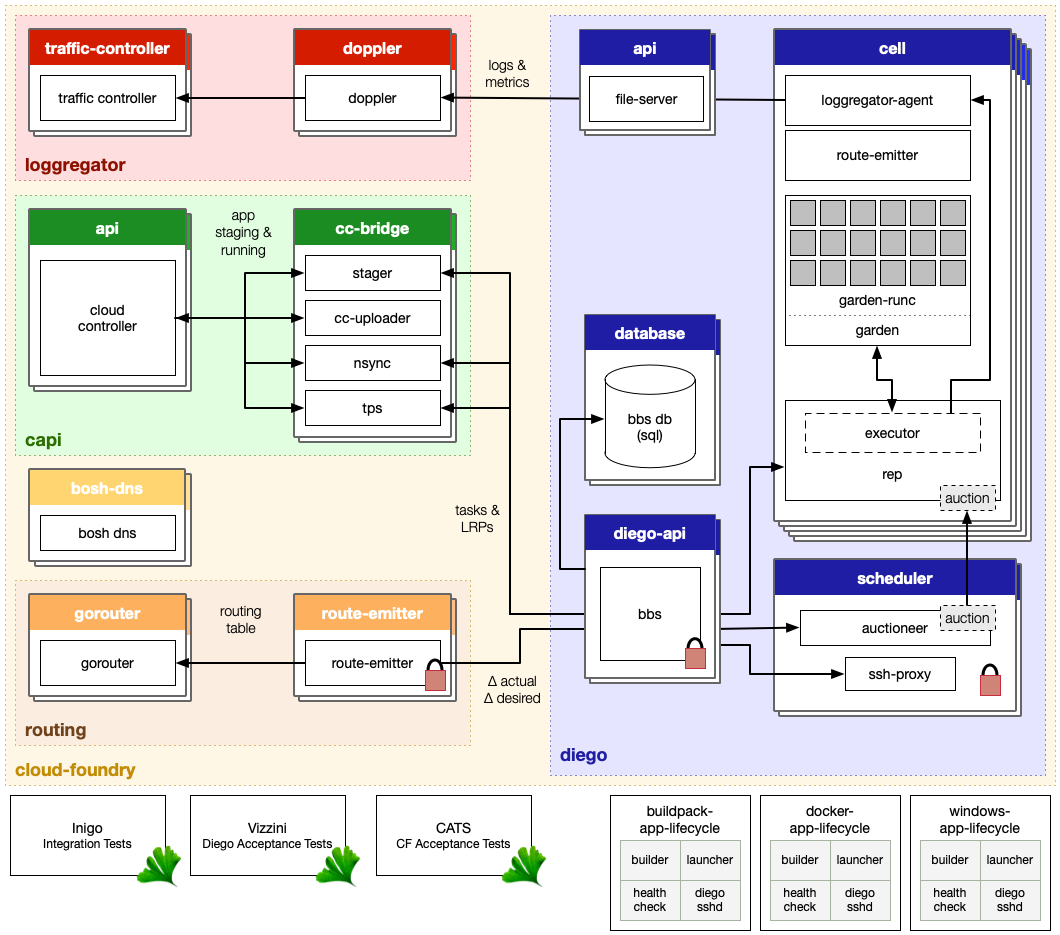 traffic-controller
traffic controller
doppler
doppler
loggregator
logs &
metrics
api
file-server
cell
loggregator-agent
route-emitter
garden-runc
garden
executor
rep
auction
api
cloud
controller
app
staging &
running
cc-bridge
stager
cc-uploader
nsync
tps
capi
database
bbs db
(sql)
bosh-dns
bosh dns
tasks &
LRPs
diego-api
bbs
scheduler
auction
auctioneer
ssh-proxy
gorouter
gorouter
routing
table
route-emitter
route-emitter
Δ actual
Δ desired
routing
diego
cloud-foundry
Inigo
Integration Tests
Vizzini
Diego Acceptance Tests
CATS
CF Acceptance Tests
buildpack-
app-lifecycle
builder
launcher
health
check
diego
sshd
docker-
app-lifecycle
builder
launcher
health
check
diego
sshd
windows-
app-lifecycle
builder
launcher
health
check
diego
sshd